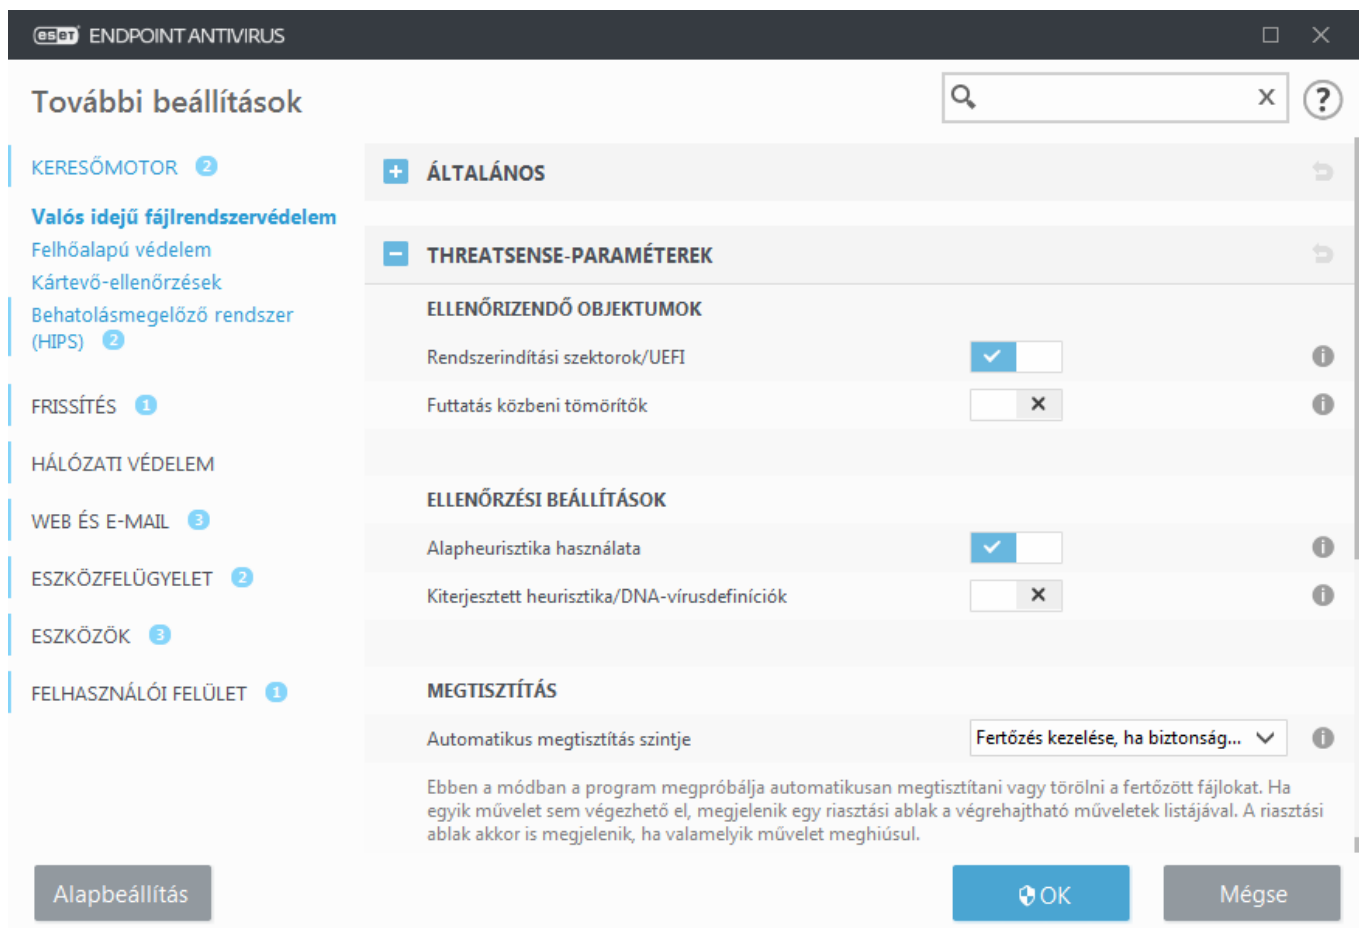 eset ENDPOINT ANTIVIRUS
További beállítások
x
?
KERESŐMOTOR 2
Valós idejű fájlrendszervédelem
Felhőalapú védelem
Kártevő-ellenőrzések
Behatolásmegelőző rendszer
(HIPS) 2
FRISSÍTÉS 1
HÁLÓZATI VÉDELEM
WEB ÉS E-MAIL 3
ESZKÖZFELÜGYELET 2
ESZKÖZÖK 3
FELHASZNÁLÓI FELÜLET 1
ÁLTALÁNOS
THREATSENSE-PARAMÉTEREK
ELLENŐRIZENDŐ OBJEKTUMOK
Rendszerindítási szektorok/UEFI
Futtatás közbeni tömörítők
ELLENŐRZÉSI BEÁLLÍTÁSOK
Alapheurisztika használata
Kiterjesztett heurisztika/DNA-vírusdefiníciók
MEGTISZTÍTÁS
Automatikus megtisztítás szintje Fertőzés kezelése, ha biztonság...
Ebben a módban a program megpróbálja automatikusan megtisztítani vagy törölni a fertőzött fájlokat. Ha
egyik művelet sem végezhető el, megjelenik egy riasztási ablak a végrehajtható műveletek listájával. A riasztási
ablak akkor is megjelenik, ha valamelyik művelet meghiúsul.
Alapbeállítás
OK
Mégse